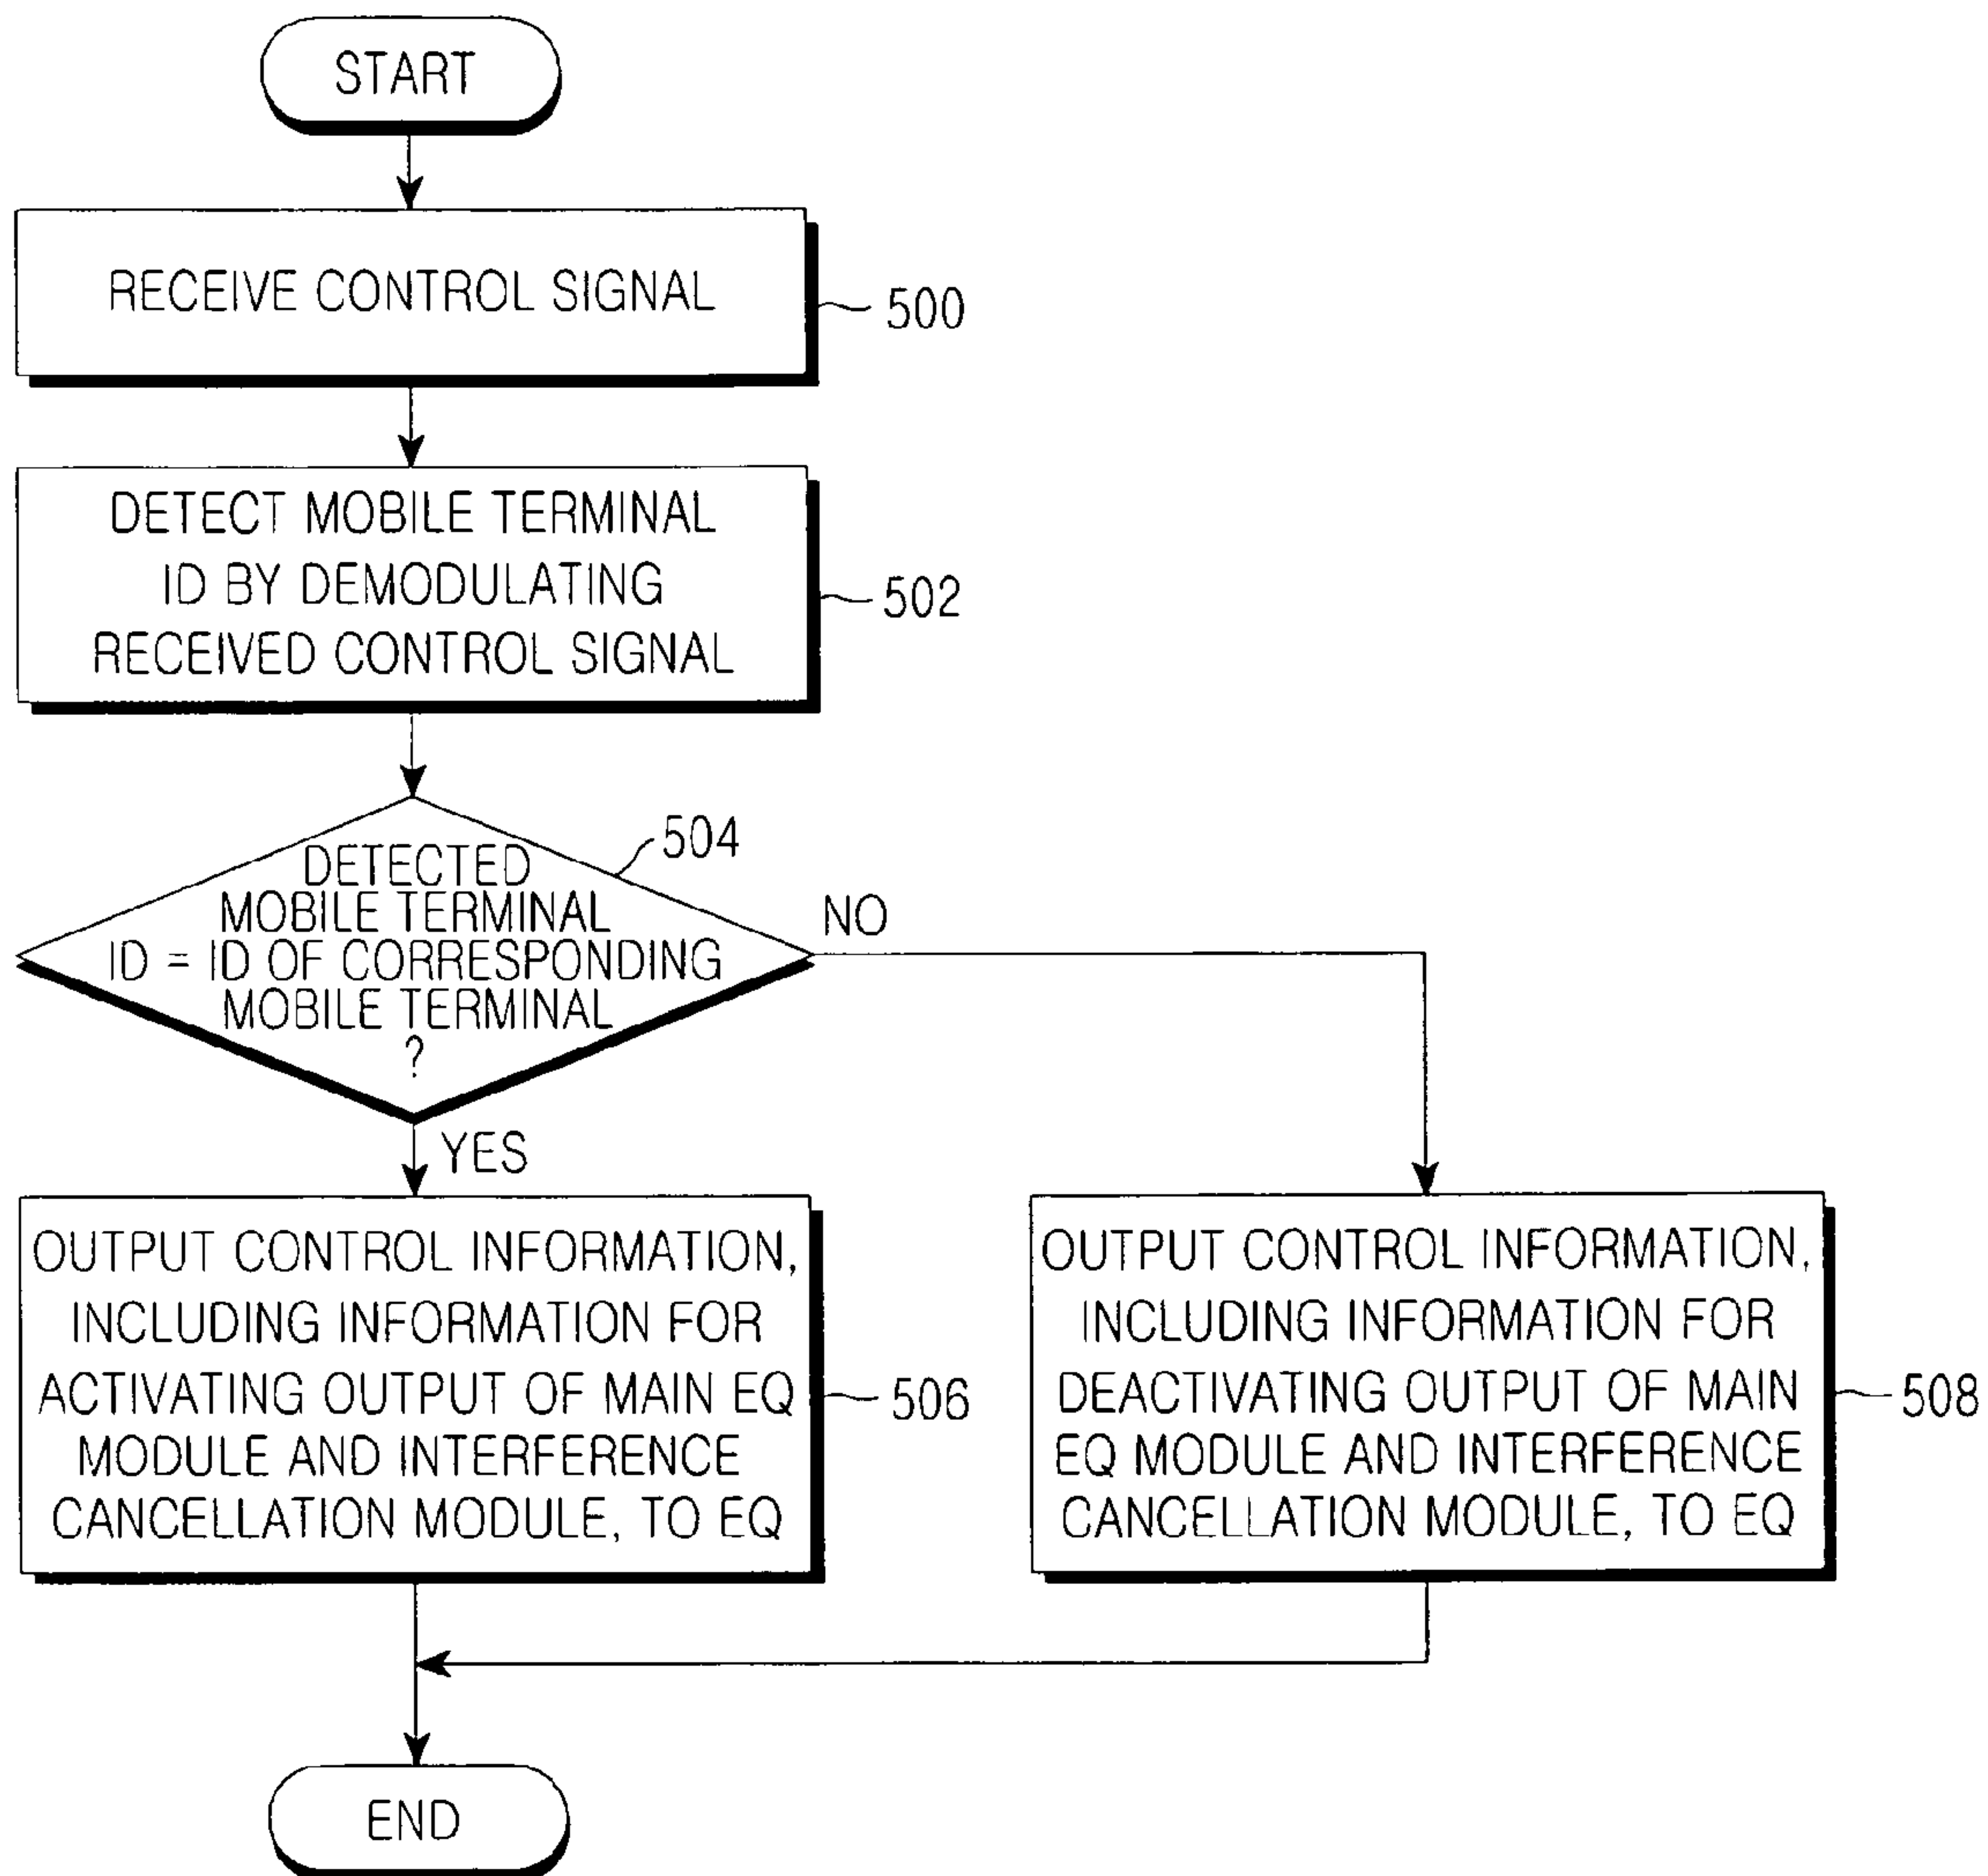 START
RECEIVE CONTROL SIGNAL
500
DETECT MOBILE TERMINAL
ID BY DEMODULATING
RECEIVED CONTROL SIGNAL
502
504
DETECTED
MOBILE TERMINAL
ID = ID OF CORRESPONDING
MOBILE TERMINAL
?
NO
YES
OUTPUT CONTROL INFORMATION,
INCLUDING INFORMATION FOR
ACTIVATING OUTPUT OF MAIN EQ
MODULE AND INTERFERENCE
CANCELLATION MODULE, TO EQ
506
OUTPUT CONTROL INFORMATION,
INCLUDING INFORMATION FOR
DEACTIVATING OUTPUT OF MAIN
EQ MODULE AND INTERFERENCE
CANCELLATION MODULE, TO EQ
508
END